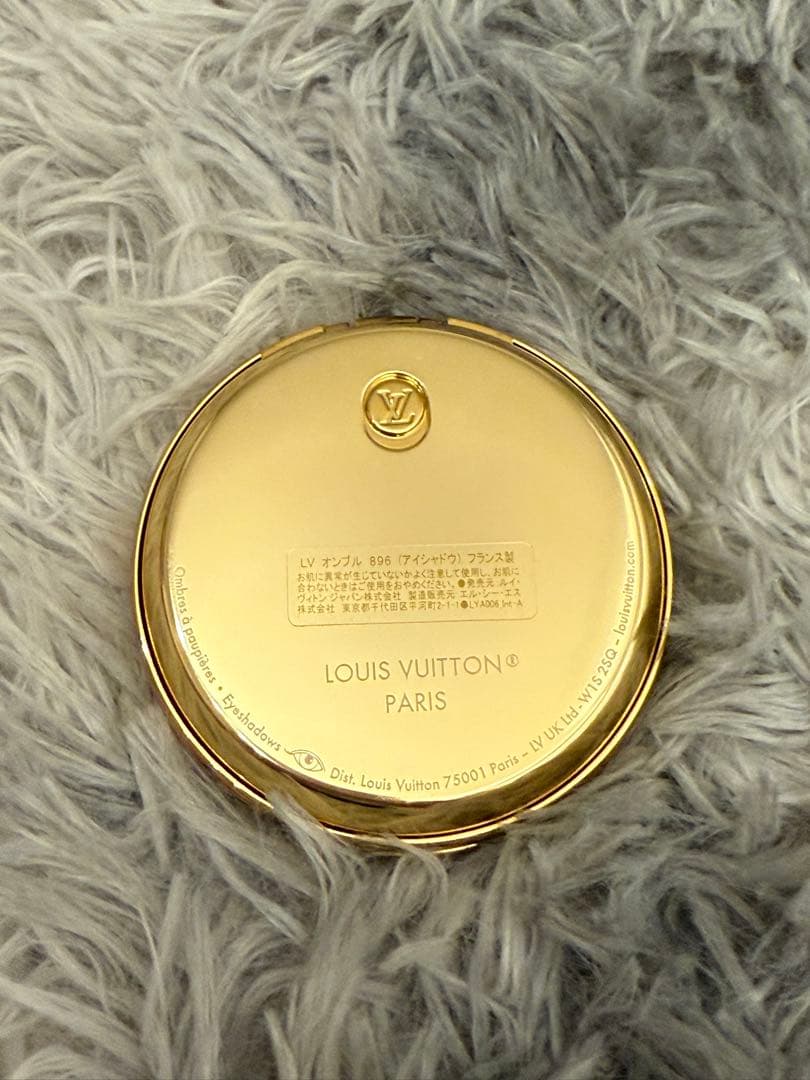 LV
LV オンブル 896 (アイシャドウ) フランス製
お肌に異常が生じていないかよく注意して使用し、お肌に
合わないときはご使用をおやめください。●発売元 ルイ・
ヴィトン ジャパン株式会社 製造販売元 エル・シー・エス
株式会社 東京都千代田区平河町2-1-1●LYA006 Int-A
LOUIS VUITTON®
PARIS
Ombres à paupières • Eyeshadows
Dist. Louis Vuitton 75001 Paris – LV UK Ltd - W1S 2SQ - louisvuitton.com